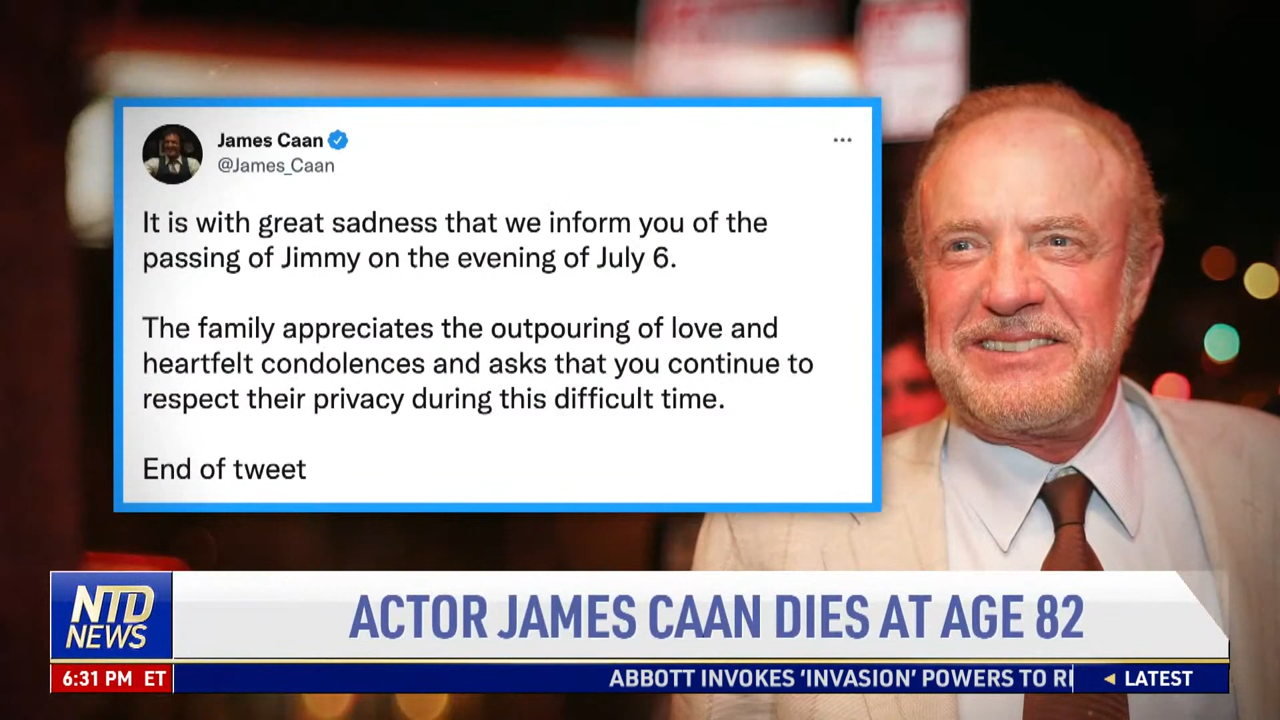 James Caan
@James_Caan
It is with great sadness that we inform you of the
passing of Jimmy on the evening of July 6.
The family appreciates the outpouring of love and
heartfelt condolences and asks that you continue to
respect their privacy during this difficult time.
End of tweet
NTD
NEWS
ACTOR JAMES CAAN DIES AT AGE 82
6:31 PM ET
ABBOTT INVOKES ‘INVASION’ POWERS TO
LATEST